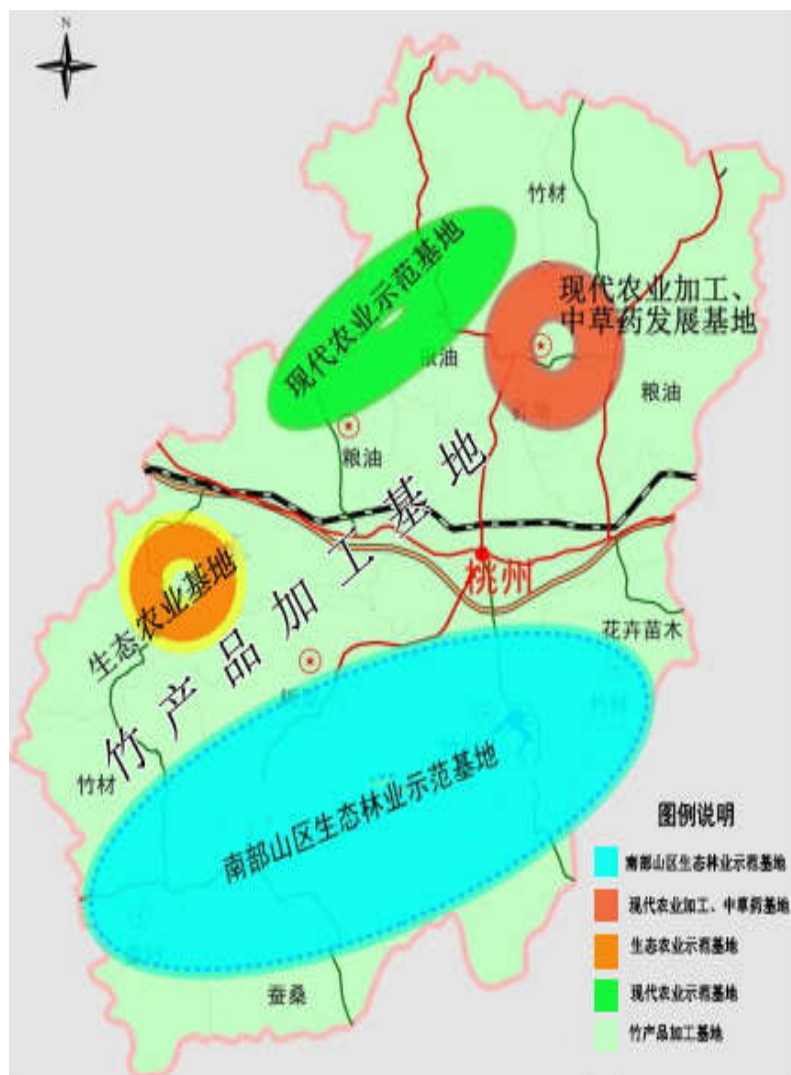 N
竹材
现代农业示范基地
现代农业加工、
中草药发展基地
粮油
粮油
粮油
竹产品加工基地
桃州
生态农业基地
花卉苗木
竹材
竹材
南部山区生态林业示范基地
蚕桑
图例说明
南部山区生态林业示范基地
现代农业加工、中草药基地
生态农业示范基地
现代农业示范基地
竹产品加工基地